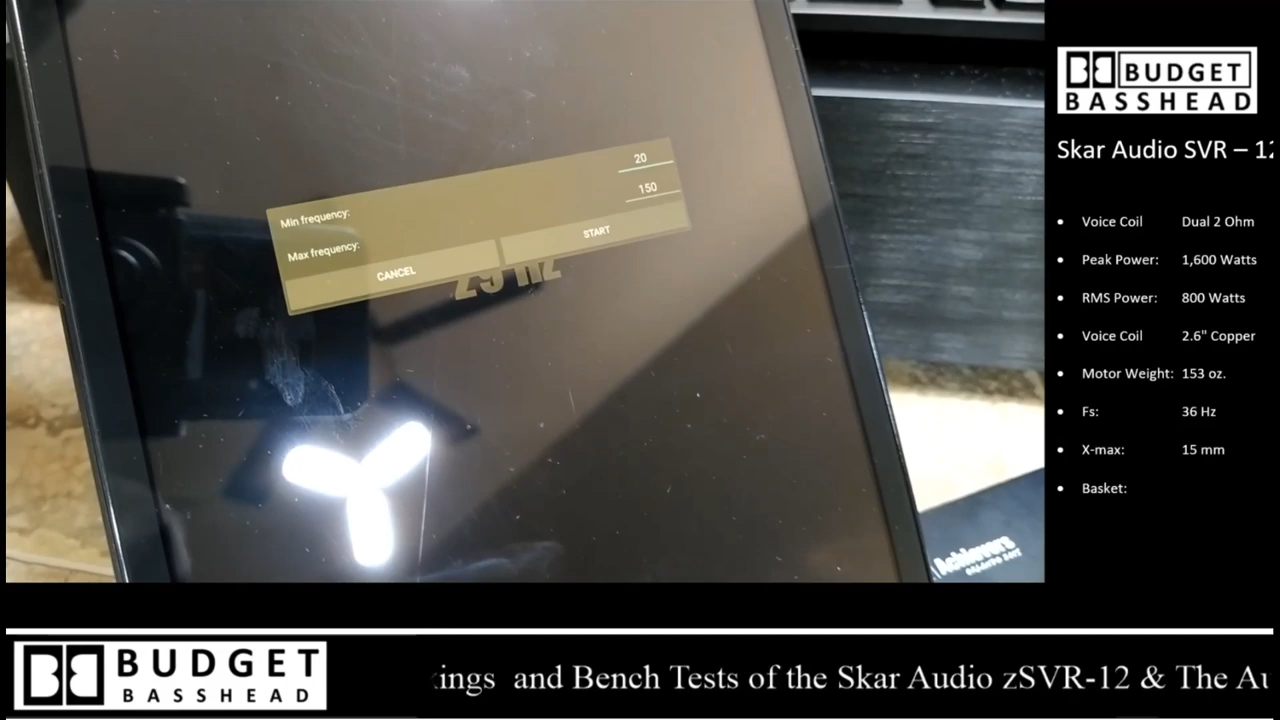 20
Min frequency:
150
Max frequency:
START
CANCEL
Hz
Achievers
BUDGET
BASSHEAD
Skar Audio SVR – 12
Voice Coil Dual 2 Ohm
Peak Power: 1,600 Watts
RMS Power: 800 Watts
Voice Coil 2.6" Copper
Motor Weight: 153 oz.
Fs: 36 Hz
X-max: 15 mm
Basket:
BUDGET
BASSHEAD
ings and Bench Tests of the Skar Audio zSVR-12 & The Au